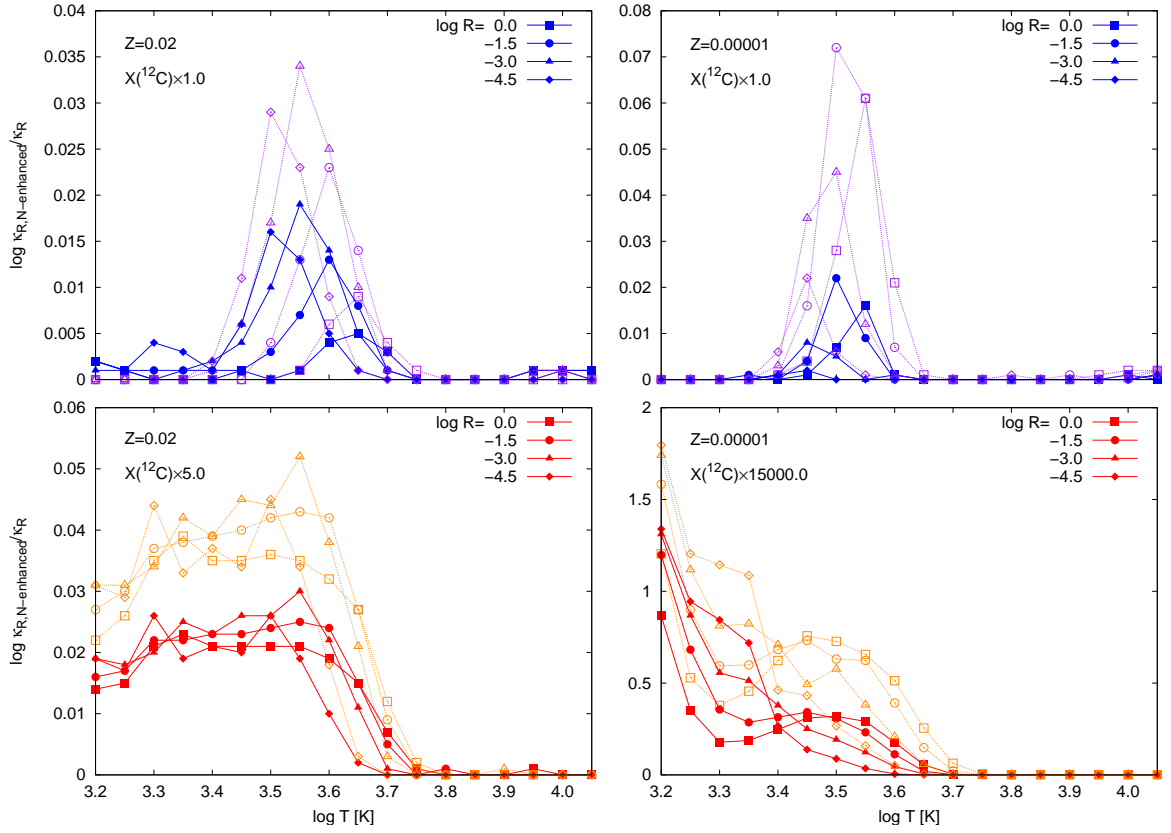 log κR,N−enhanced/κR
0.04
0.035
0.03
0.025
0.02
0.015
0.01
0.005
0
Z=0.02
X(¹²C)×1.0
log R= 0.0
−1.5
−3.0
−4.5
0.08
0.07
0.06
0.05
0.04
0.03
0.02
0.01
0
Z=0.00001
X(¹²C)×1.0
log R= 0.0
−1.5
−3.0
−4.5
log κR,N−enhanced/κR
0.06
0.05
0.04
0.03
0.02
0.01
0
Z=0.02
X(¹²C)×5.0
log R= 0.0
−1.5
−3.0
−4.5
3.2 3.3 3.4 3.5 3.6 3.7 3.8 3.9 4.0
log T [K]
2
1.5
1
0.5
0
Z=0.00001
X(¹²C)×15000.0
log R= 0.0
−1.5
−3.0
−4.5
3.2 3.3 3.4 3.5 3.6 3.7 3.8 3.9 4.0
log T [K]